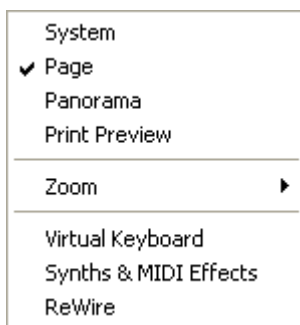 System
Page
Panorama
Print Preview
Zoom
Virtual Keyboard
Synths & MIDI Effects
ReWire